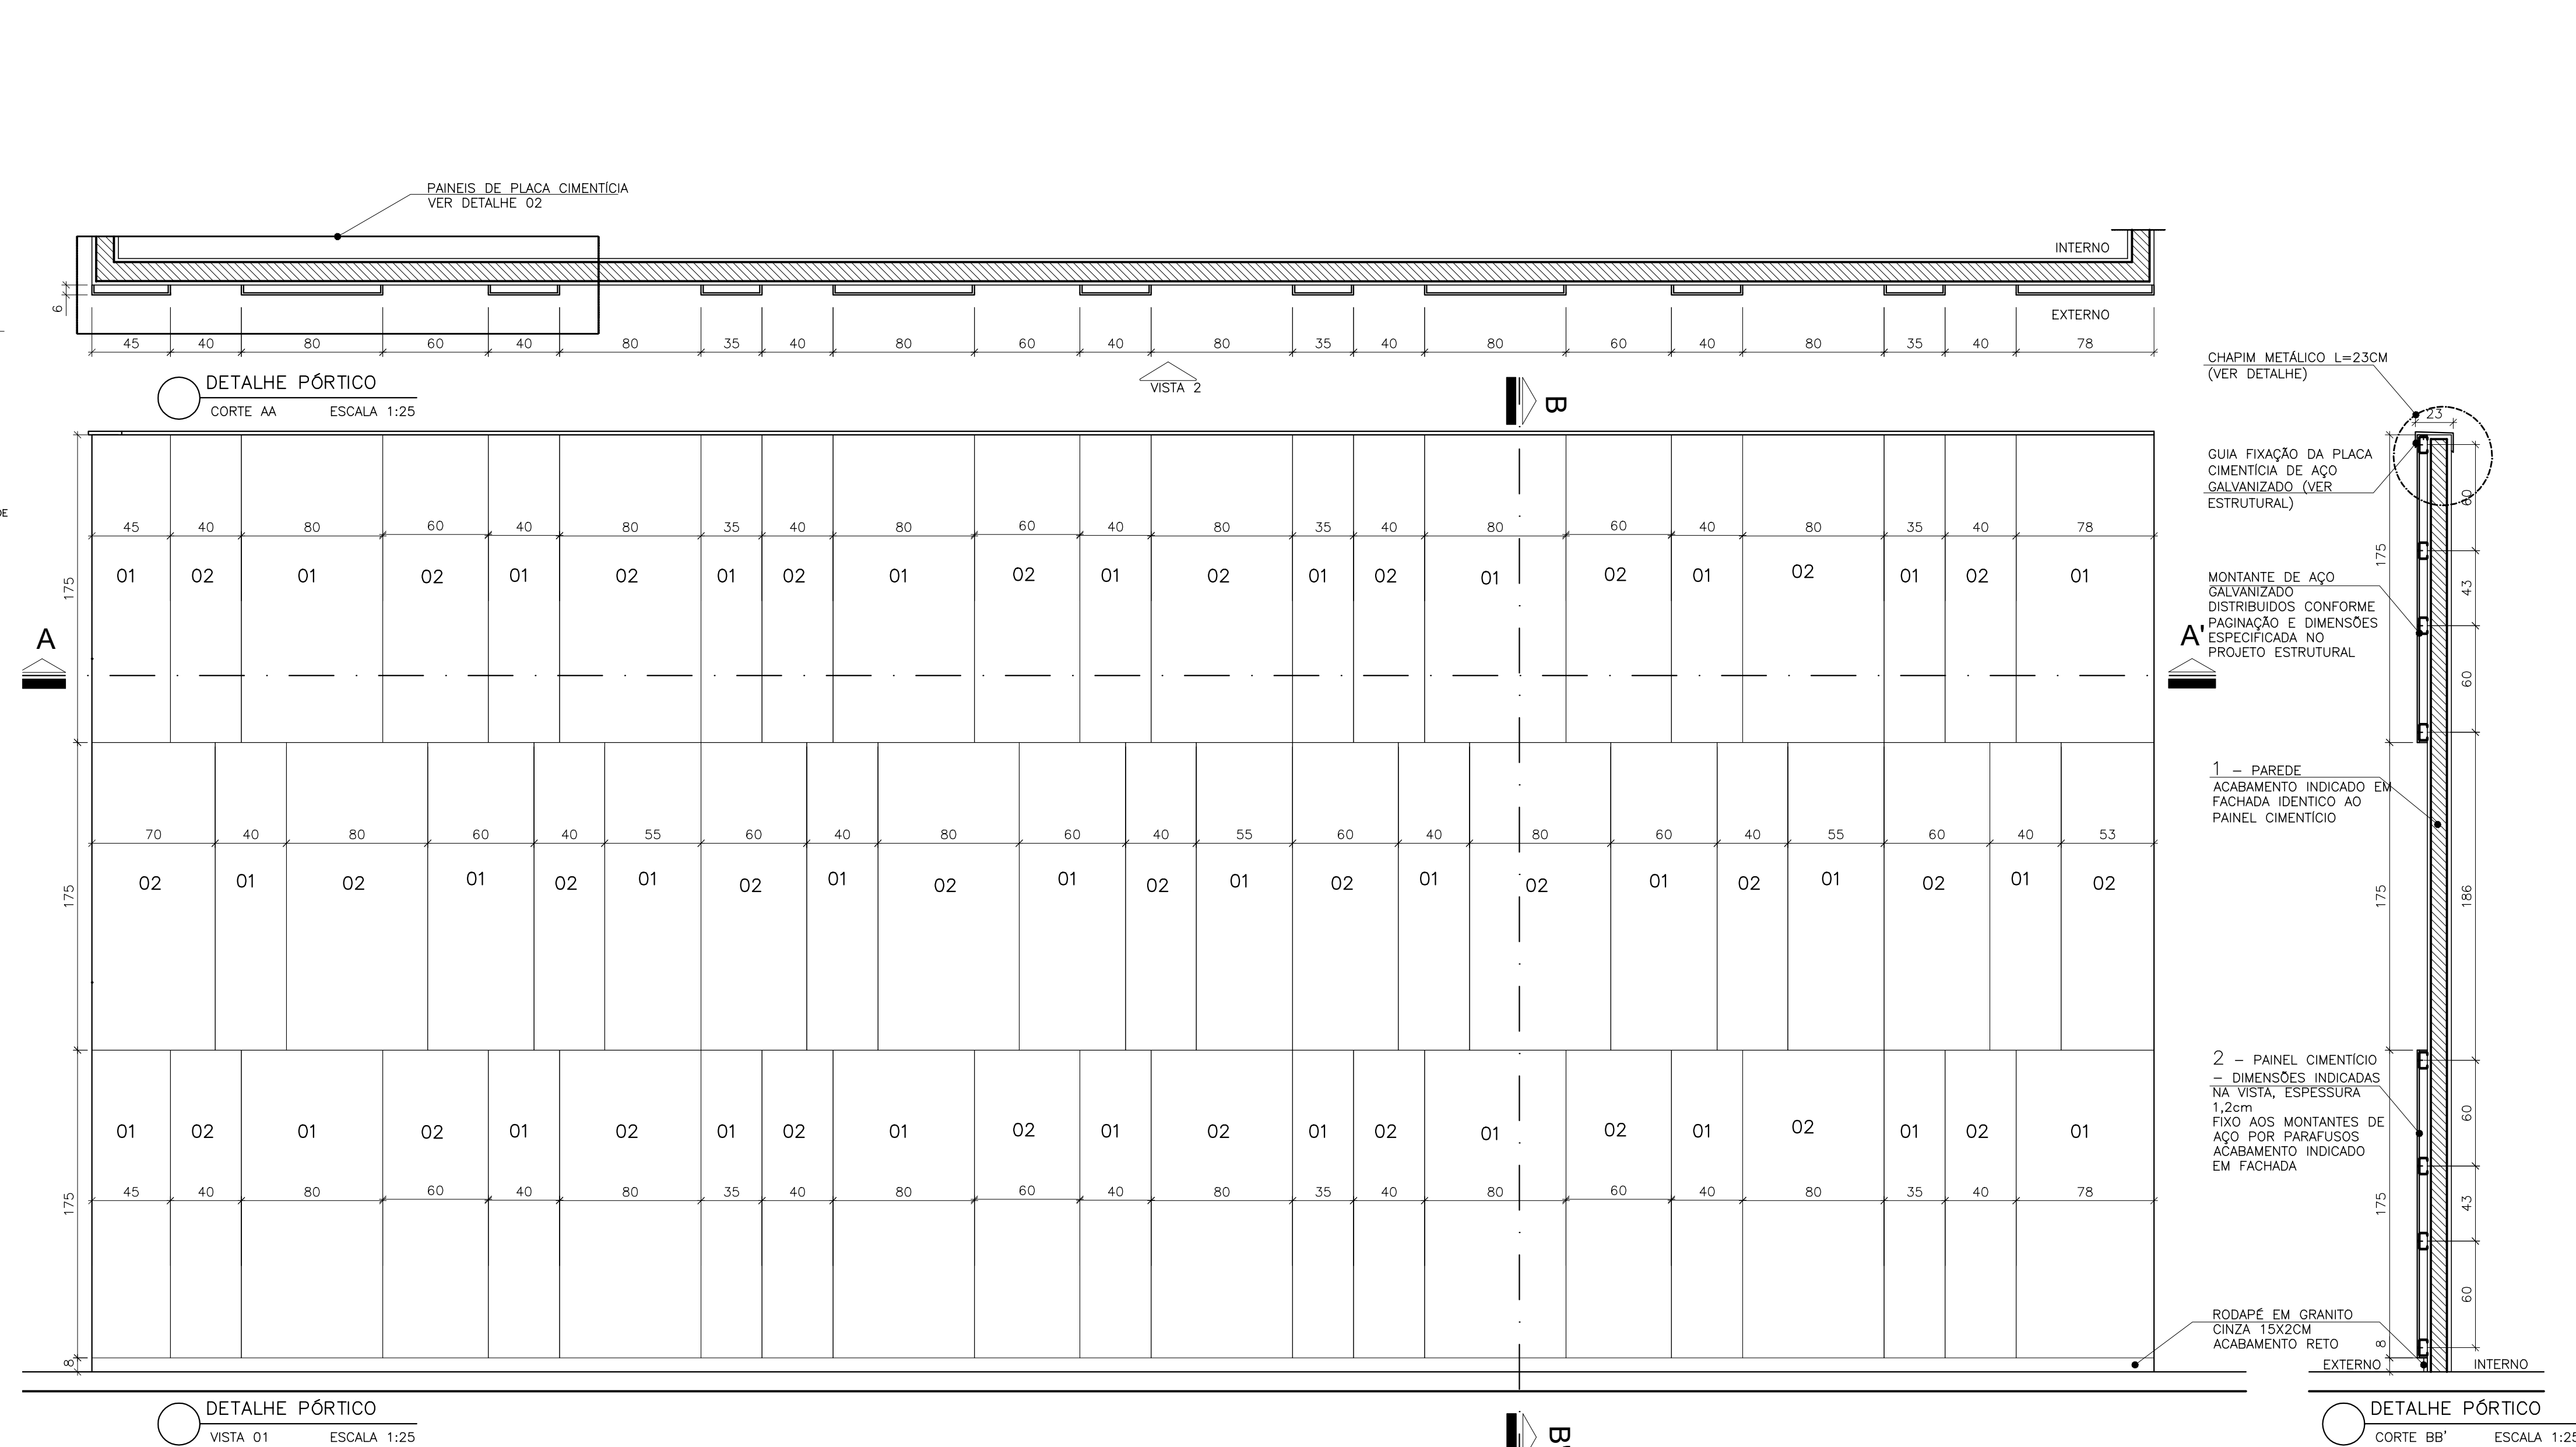 PAINEIS DE PLACA CIMENTÍCIA
VER DETALHE 02
INTERNO
6
EXTERNO
45 40 80 60 40 80 35 40 80 60 40 80 35 40 80 60 40 80 35 40 78
VISTA 2
DETALHE PÓRTICO
CORTE AA ESCALA 1:25
B
45 40 80 60 40 80 35 40 80 60 40 80 35 40 80 60 40 80 35 40 78
01 02 01 02 01 02 01 02 01 02 01 02 01 02 01 02 01 02 01 02 01
175
A
A'
70 40 80 60 40 55 60 40 80 60 40 55 60 40 80 60 40 55 60 40 53
02 01 02 01 02 01 02 01 02 01 02 01 02 01 02 01 02 01 02 01 02
175
01 02 01 02 01 02 01 02 01 02 01 02 01 02 01 02 01 02 01 02 01
45 40 80 60 40 80 35 40 80 60 40 80 35 40 80 60 40 80 35 40 78
175
8
DETALHE PÓRTICO
VISTA 01 ESCALA 1:25
B'
DE
CHAPIM METÁLICO L=23CM
(VER DETALHE)
23
GUIA FIXAÇÃO DA PLACA
CIMENTÍCIA DE AÇO
GALVANIZADO (VER
ESTRUTURAL)
60
175
43
MONTANTE DE AÇO
GALVANIZADO
DISTRIBUIDOS CONFORME
PAGINAÇÃO E DIMENSÕES
ESPECIFICADA NO
PROJETO ESTRUTURAL
60
1 – PAREDE
ACABAMENTO INDICADO EM
FACHADA IDENTICO AO
PAINEL CIMENTÍCIO
175
186
2 – PAINEL CIMENTÍCIO
– DIMENSÕES INDICADAS
NA VISTA, ESPESSURA
1,2cm
FIXO AOS MONTANTES DE
AÇO POR PARAFUSOS
ACABAMENTO INDICADO
EM FACHADA
60
175
43
60
RODAPÉ EM GRANITO
CINZA 15X2CM
ACABAMENTO RETO
8
EXTERNO
INTERNO
DETALHE PÓRTICO
CORTE BB' ESCALA 1:25